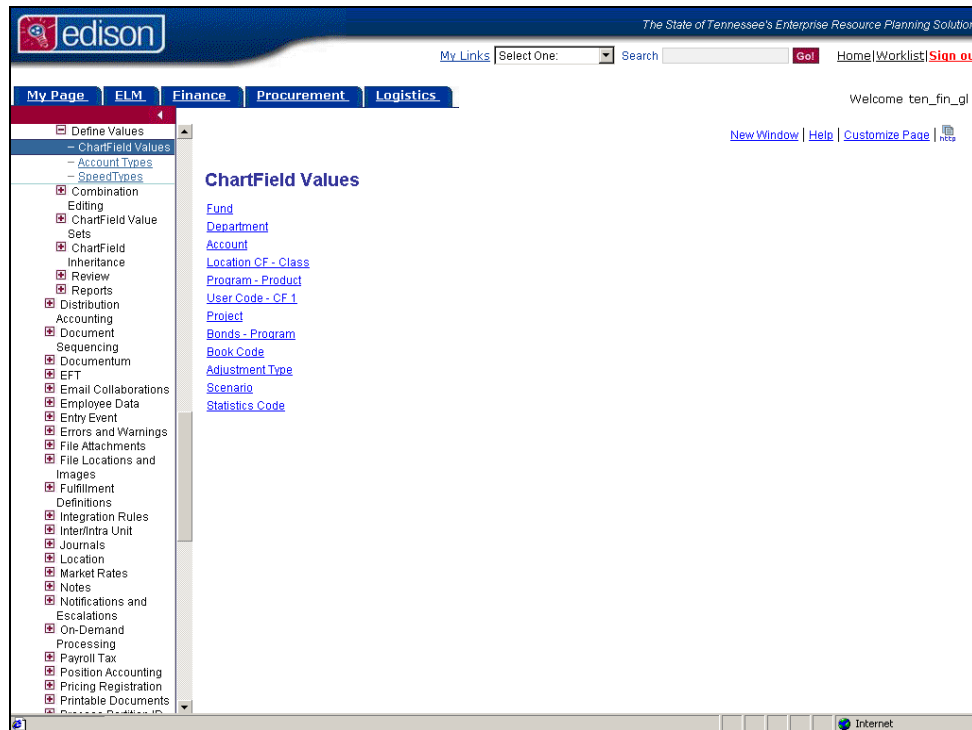 edison
The State of Tennessee's Enterprise Resource Planning Solution
My Links Select One: Search Go! Home|Worklist|Sign ou
My Page ELM Finance Procurement Logistics
Welcome ten_fin_gl
New Window | Help | Customize Page | http
Define Values
– ChartField Values
– Account Types
– SpeedTypes
Combination
Editing
ChartField Value
Sets
ChartField
Inheritance
Review
Reports
Distribution
Accounting
Document
Sequencing
Documentum
EFT
Email Collaborations
Employee Data
Entry Event
Errors and Warnings
File Attachments
File Locations and
Images
Fulfillment
Definitions
Integration Rules
Inter/Intra Unit
Journals
Location
Market Rates
Notes
Notifications and
Escalations
On-Demand
Processing
Payroll Tax
Position Accounting
Pricing Registration
Printable Documents
ChartField Values
Fund
Department
Account
Location CF - Class
Program - Product
User Code - CF 1
Project
Bonds - Program
Book Code
Adjustment Type
Scenario
Statistics Code
Internet